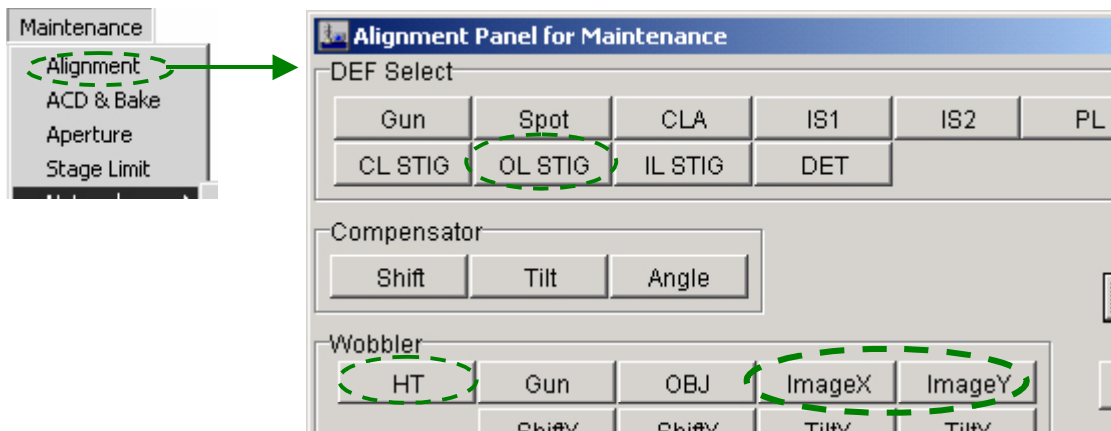 Maintenance
Alignment
ACD & Bake
Aperture
Stage Limit
Alignment Panel for Maintenance
DEF Select
Gun Spot CLA IS1 IS2 PL
CL STIG OL STIG IL STIG DET
Compensator
Shift Tilt Angle
Wobbler
HT Gun OBJ ImageX ImageY